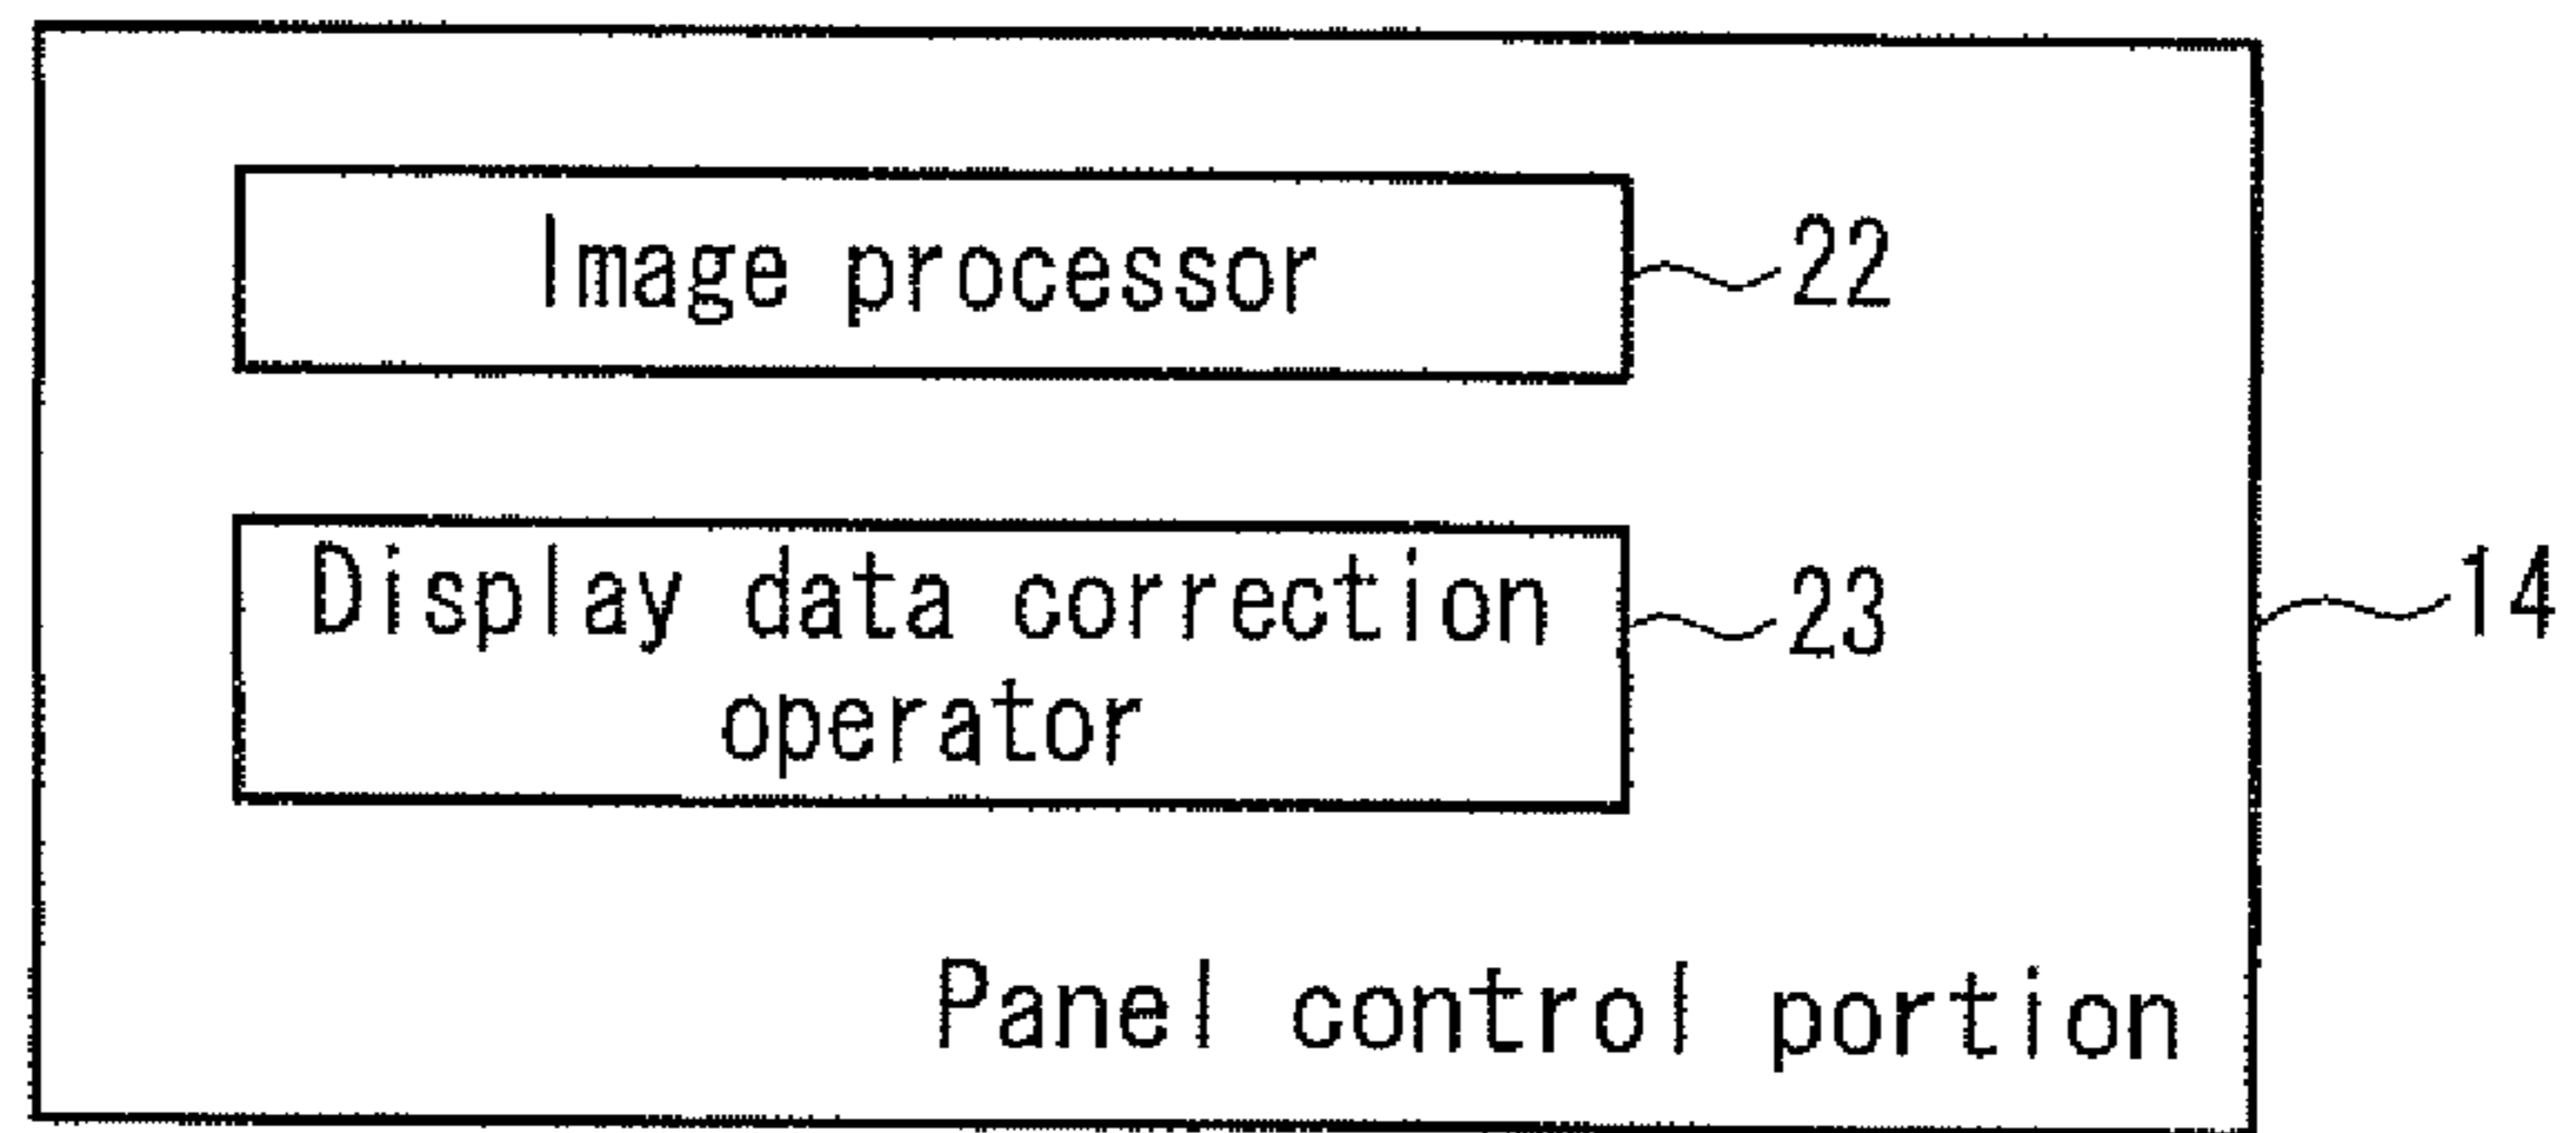 Image processor
22
Display data correction
operator
23
14
Panel control portion